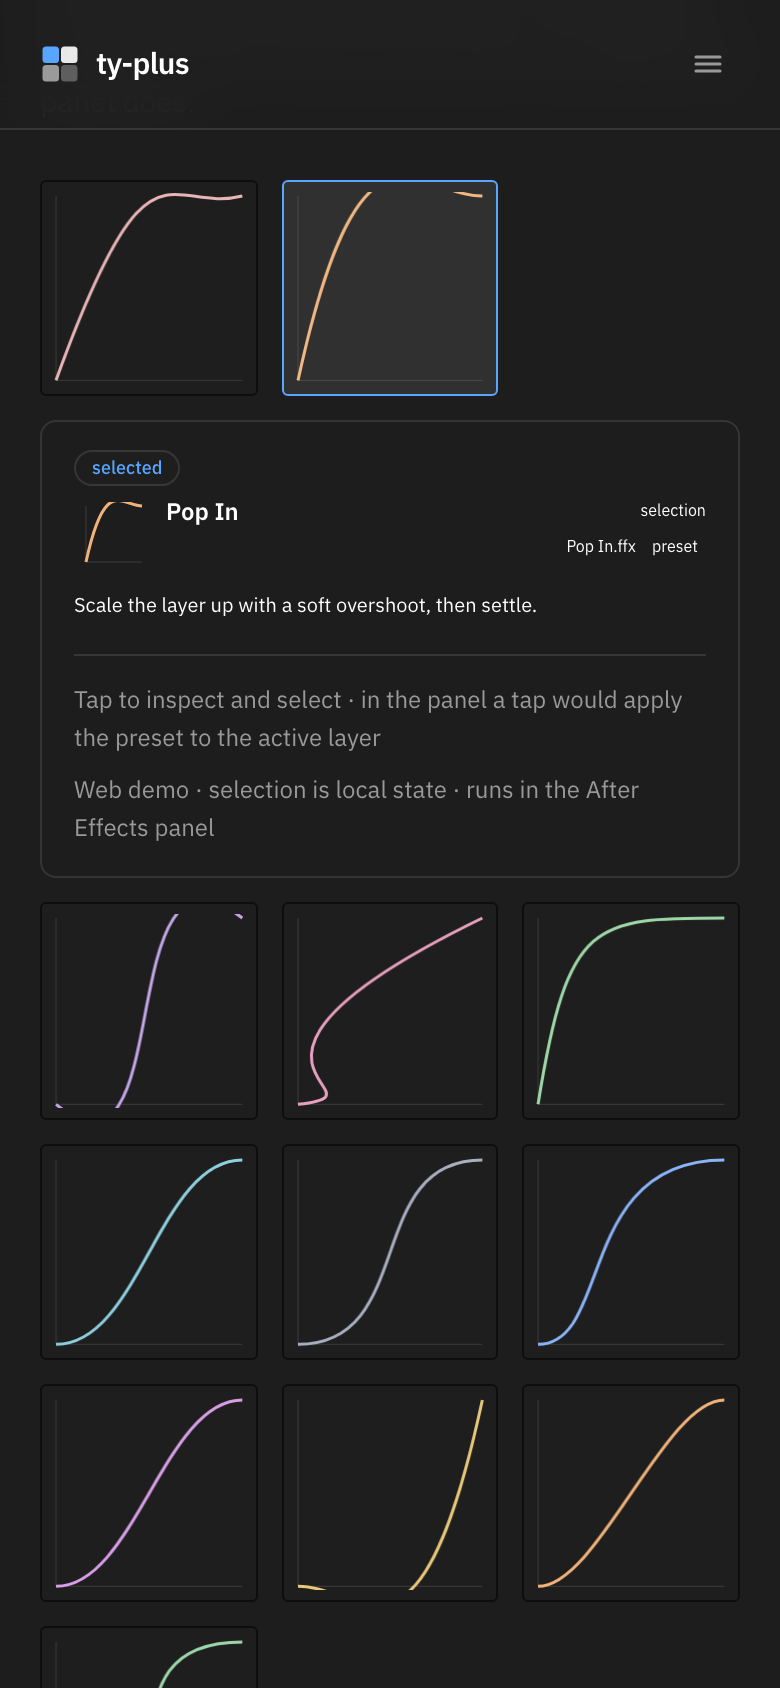 ty-plus
panel does.
selected
Pop In
selection
Pop In.ffx preset
Scale the layer up with a soft overshoot, then settle.
Tap to inspect and select · in the panel a tap would apply
the preset to the active layer
Web demo · selection is local state · runs in the After
Effects panel